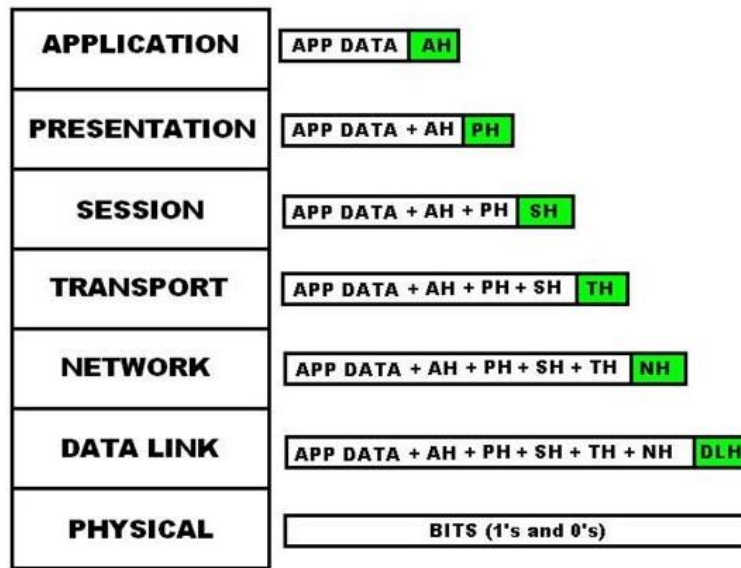 APPLICATION APP DATA AH
PRESENTATION APP DATA + AH PH
SESSION APP DATA + AH + PH SH
TRANSPORT APP DATA + AH + PH + SH TH
NETWORK APP DATA + AH + PH + SH + TH NH
DATA LINK APP DATA + AH + PH + SH + TH + NH DLH
PHYSICAL BITS (1's and 0's)